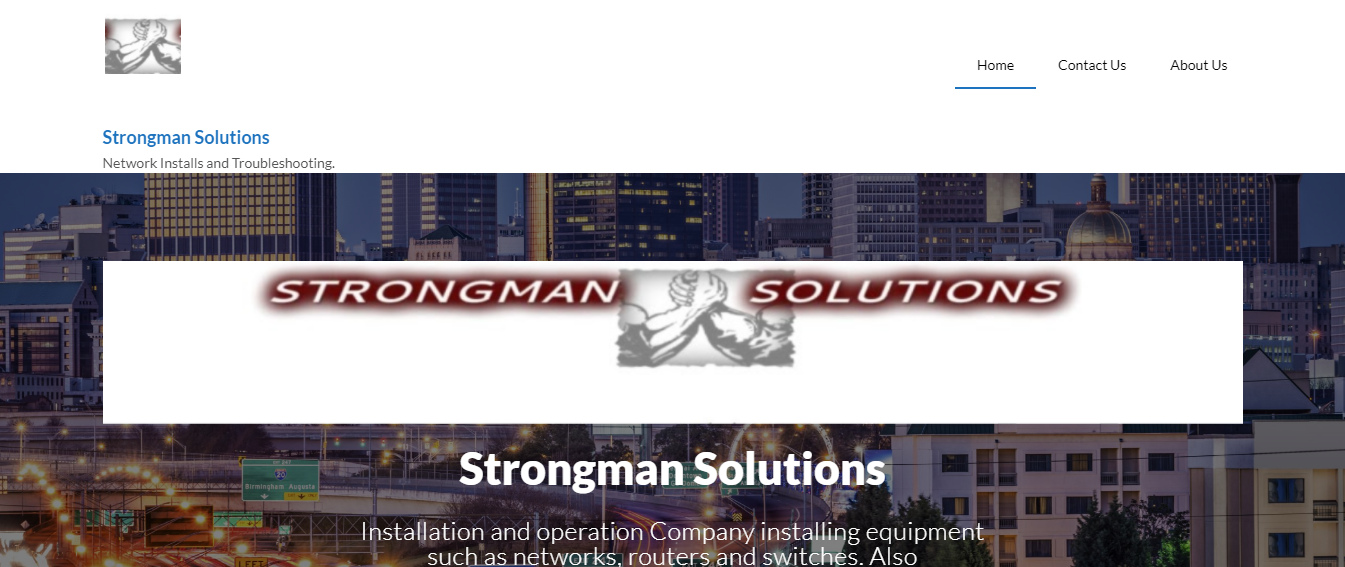 Home Contact Us About Us
Strongman Solutions
Network Installs and Troubleshooting.
STRONGMAN SOLUTIONS
Strongman Solutions
Birmingham Augusta
Installation and operation Company installing equipment
such as networks, routers and switches. Also
LEFT